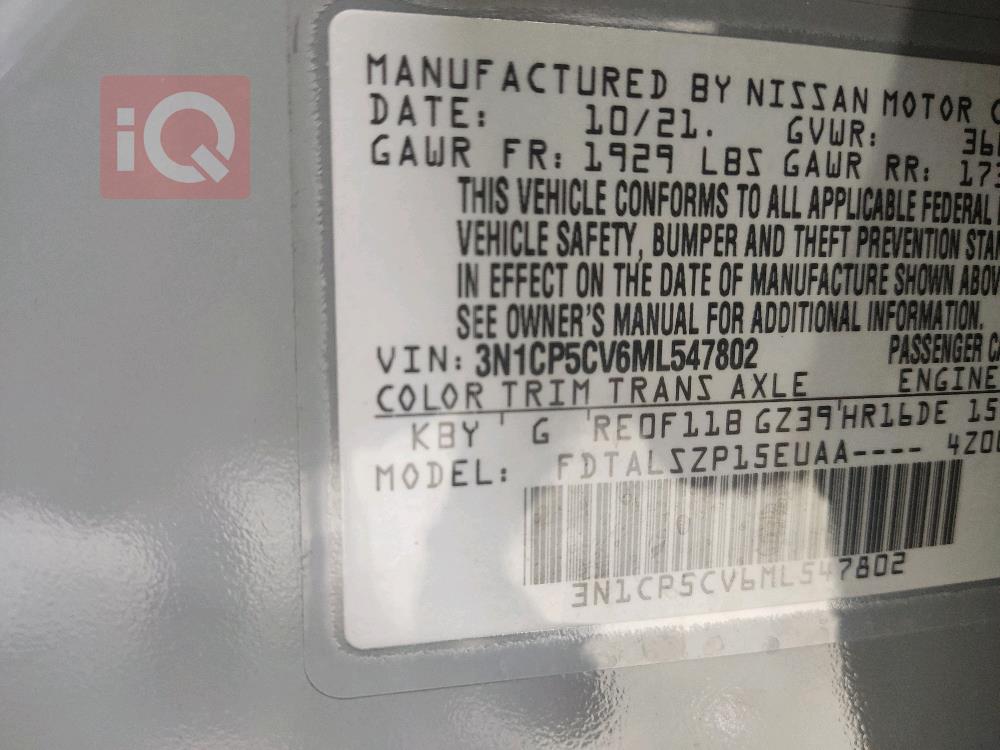 iQ
MANUFACTURED BY NISSAN MOTOR
DATE: 10/21. GVWR:
GAWR FR: 1929 LBS GAWR RR:
THIS VEHICLE CONFORMS TO ALL APPLICABLE FEDERAL
VEHICLE SAFETY, BUMPER AND THEFT PREVENTION
IN EFFECT ON THE DATE OF MANUFACTURE SHOWN
SEE OWNER'S MANUAL FOR ADDITIONAL INFORMATION.
VIN: 3N1CP5CV6ML547802 PASSENGER
COLOR TRIM TRANS AXLE ENGINE
KBY G RE0F11B GZ39 HR16DE
MODEL: FDTALSZP15EUAA----
3N1CP5CV6ML547802